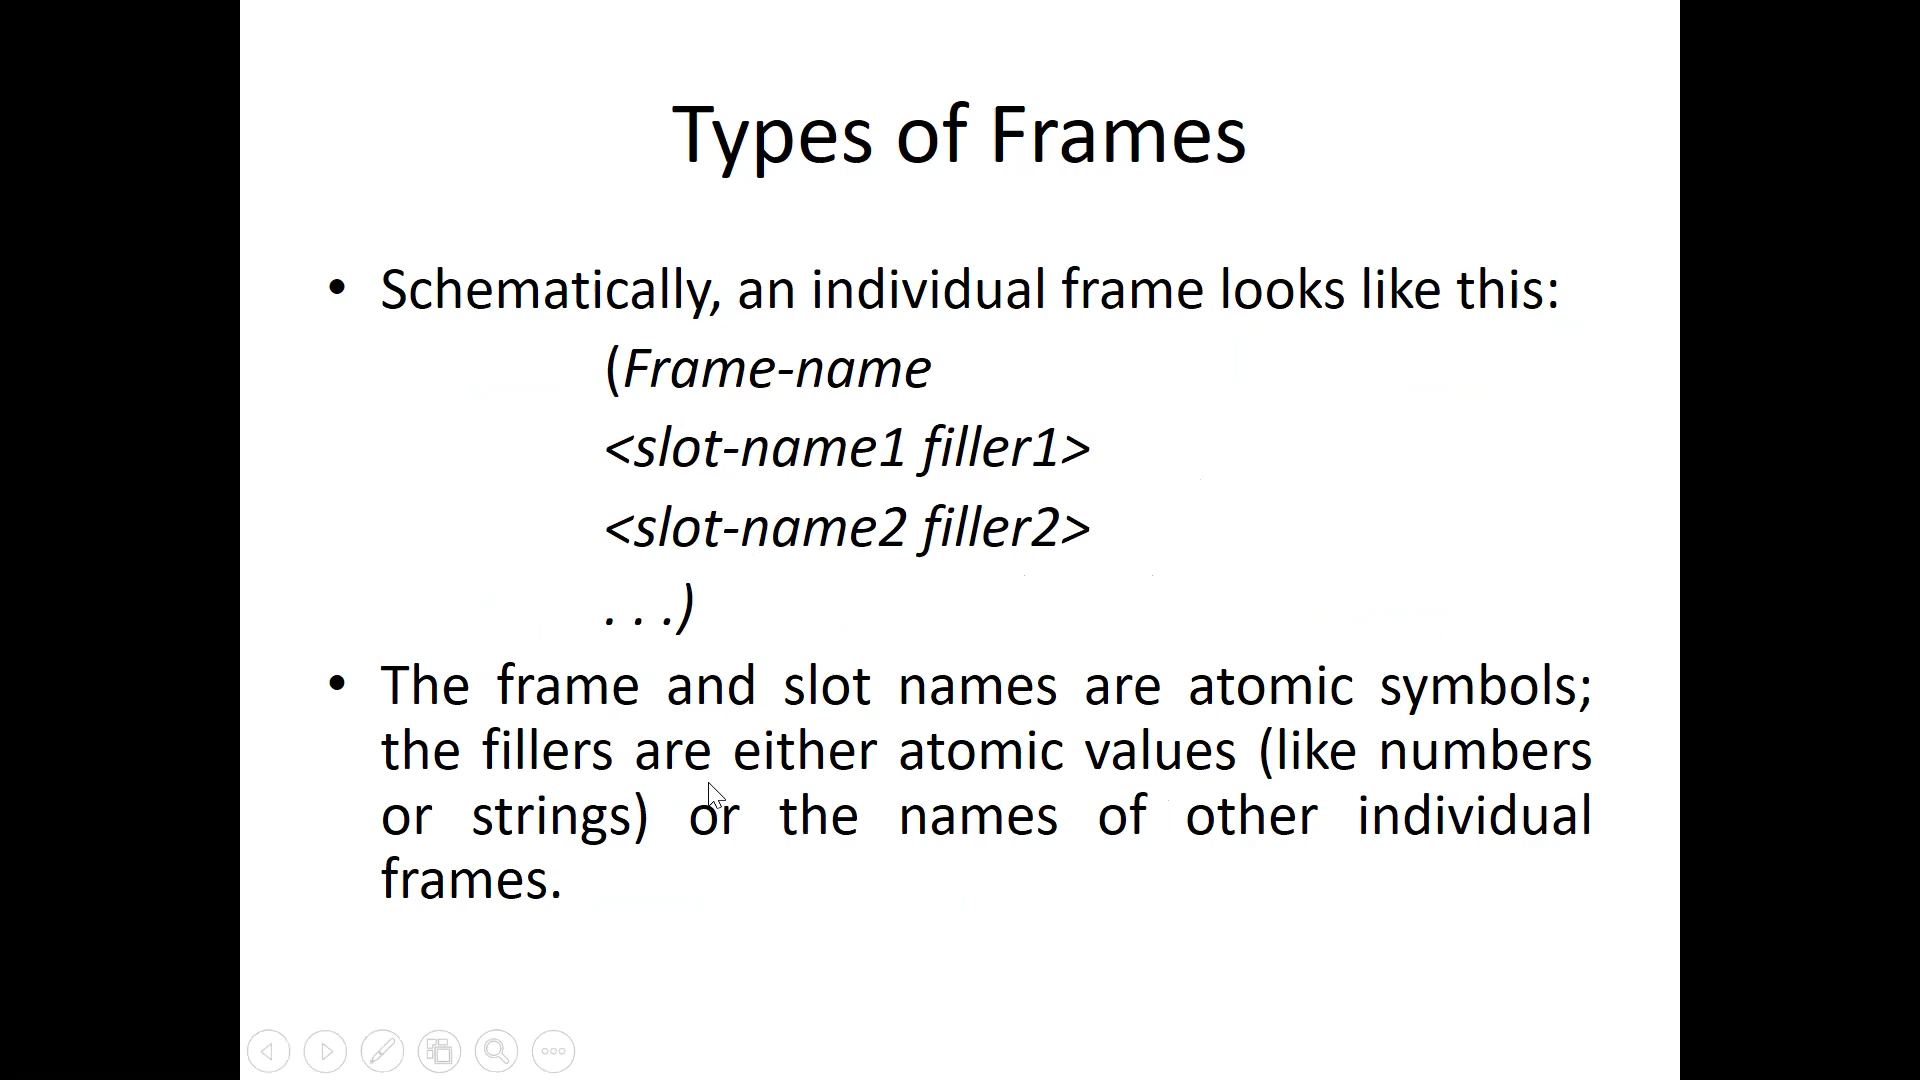 Types of Frames
• Schematically, an individual frame looks like this:
(Frame-name
<slot-name1 filler1>
<slot-name2 filler2>
. . .)
• The frame and slot names are atomic symbols;
the fillers are either atomic values (like numbers
or strings) or the names of other individual
frames.